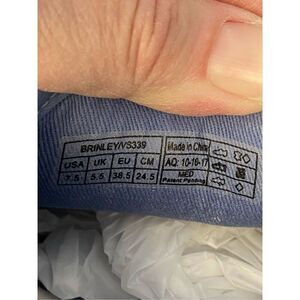 BRINLEY/VS339
USA UK EU CM
7.5 5.5 38.5 24.5
Made in China
AQ: 10-16-17
MED
Patent Pending